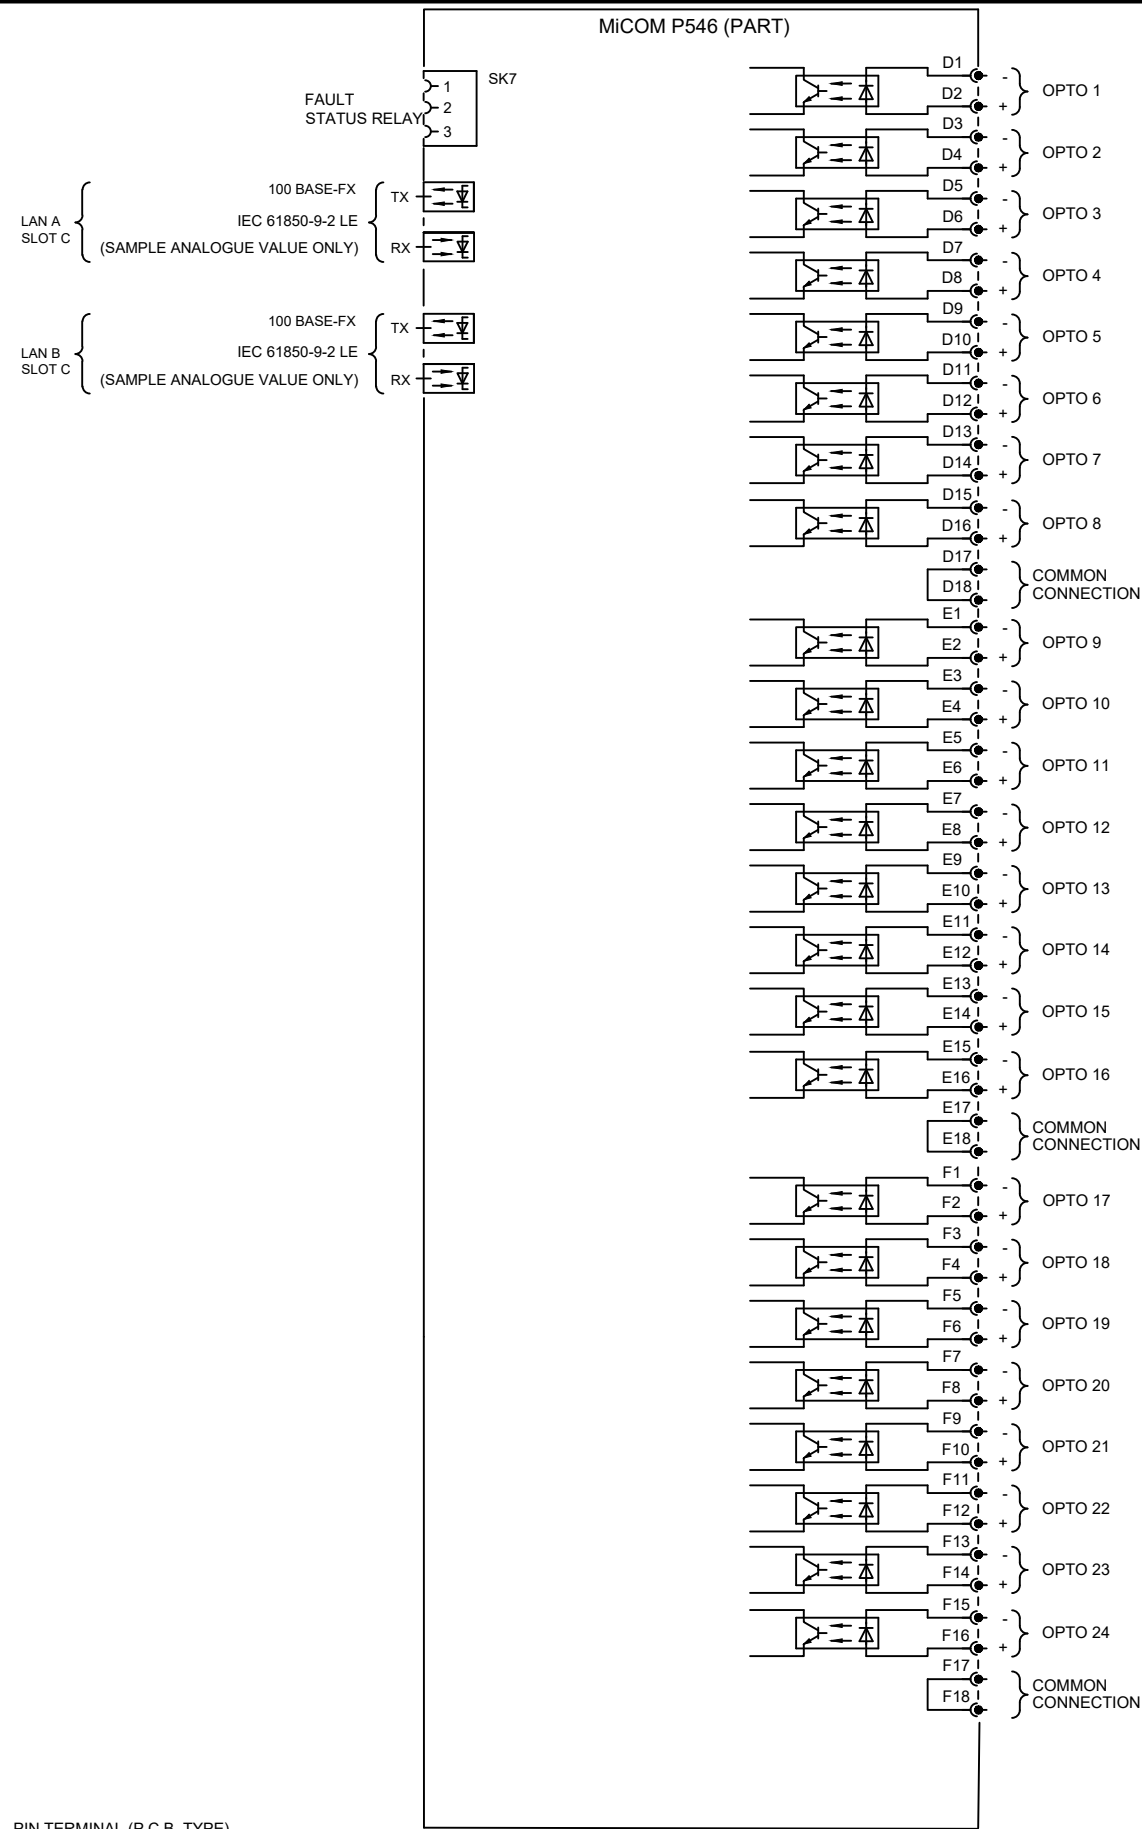 MiCOM P546 (PART)
SK7
1
2
3
FAULT
STATUS RELAY
LAN A
SLOT C
100 BASE-FX
IEC 61850-9-2 LE
(SAMPLE ANALOGUE VALUE ONLY)
TX
RX
LAN B
SLOT C
100 BASE-FX
IEC 61850-9-2 LE
(SAMPLE ANALOGUE VALUE ONLY)
TX
RX
D1 -
D2 +
OPTO 1
D3 -
D4 +
OPTO 2
D5 -
D6 +
OPTO 3
D7 -
D8 +
OPTO 4
D9 -
D10 +
OPTO 5
D11 -
D12 +
OPTO 6
D13 -
D14 +
OPTO 7
D15 -
D16 +
OPTO 8
D17
D18
COMMON
CONNECTION
E1 -
E2 +
OPTO 9
E3 -
E4 +
OPTO 10
E5 -
E6 +
OPTO 11
E7 -
E8 +
OPTO 12
E9 -
E10 +
OPTO 13
E11 -
E12 +
OPTO 14
E13 -
E14 +
OPTO 15
E15 -
E16 +
OPTO 16
E17
E18
COMMON
CONNECTION
F1 -
F2 +
OPTO 17
F3 -
F4 +
OPTO 18
F5 -
F6 +
OPTO 19
F7 -
F8 +
OPTO 20
F9 -
F10 +
OPTO 21
F11 -
F12 +
OPTO 22
F13 -
F14 +
OPTO 23
F15 -
F16 +
OPTO 24
F17
F18
COMMON
CONNECTION
PIN TERMINAL (P.C.B. TYPE)